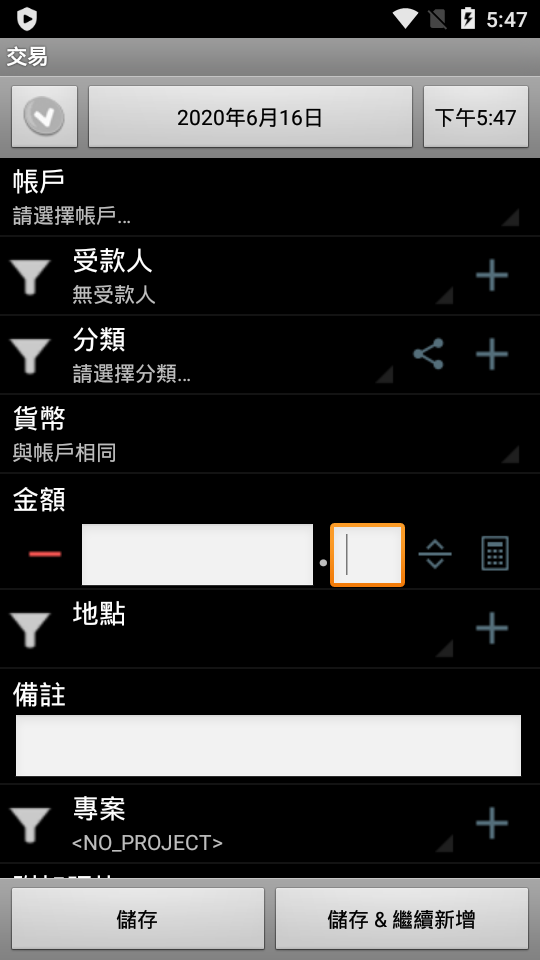 5:47
交易
2020年6月16日
下午5:47
帳戶
請選擇帳戶...
受款人
無受款人
分類
請選擇分類...
貨幣
與帳戶相同
金額
.
地點
備註
專案
<NO_PROJECT>
儲存
儲存 & 繼續新增